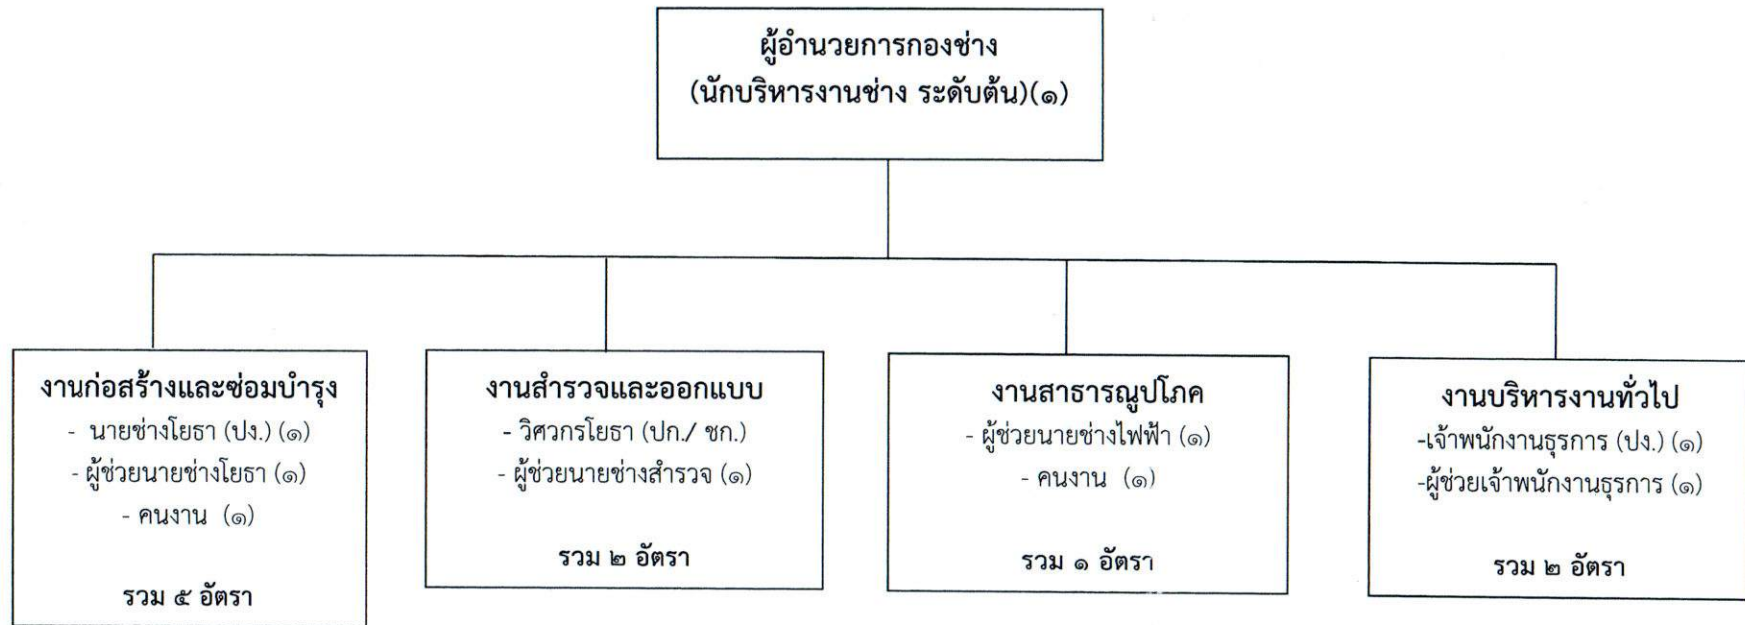 ผู้อำนวยการกองช่าง
(นักบริหารงานช่าง ระดับต้น)(๑)
งานก่อสร้างและซ่อมบำรุง
- นายช่างโยธา (ปง.) (๑)
- ผู้ช่วยนายช่างโยธา (๑)
- คนงาน (๑)
รวม ๕ อัตรา
งานสำรวจและออกแบบ
- วิศวกรโยธา (ปก./ ชก.)
- ผู้ช่วยนายช่างสำรวจ (๑)
รวม ๒ อัตรา
งานสาธารณูปโภค
- ผู้ช่วยนายช่างไฟฟ้า (๑)
- คนงาน (๑)
รวม ๑ อัตรา
งานบริหารงานทั่วไป
-เจ้าพนักงานธุรการ (ปง.) (๑)
-ผู้ช่วยเจ้าพนักงานธุรการ (๑)
รวม ๒ อัตรา